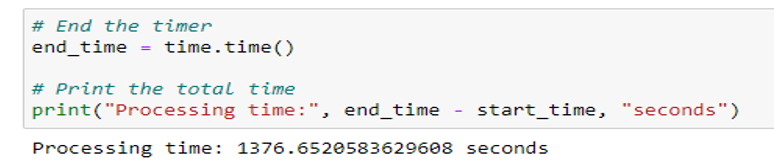 # End the timer
end_time = time.time()
# Print the total time
print("Processing time:", end_time - start_time, "seconds")
Processing time: 1376.6520583629608 seconds